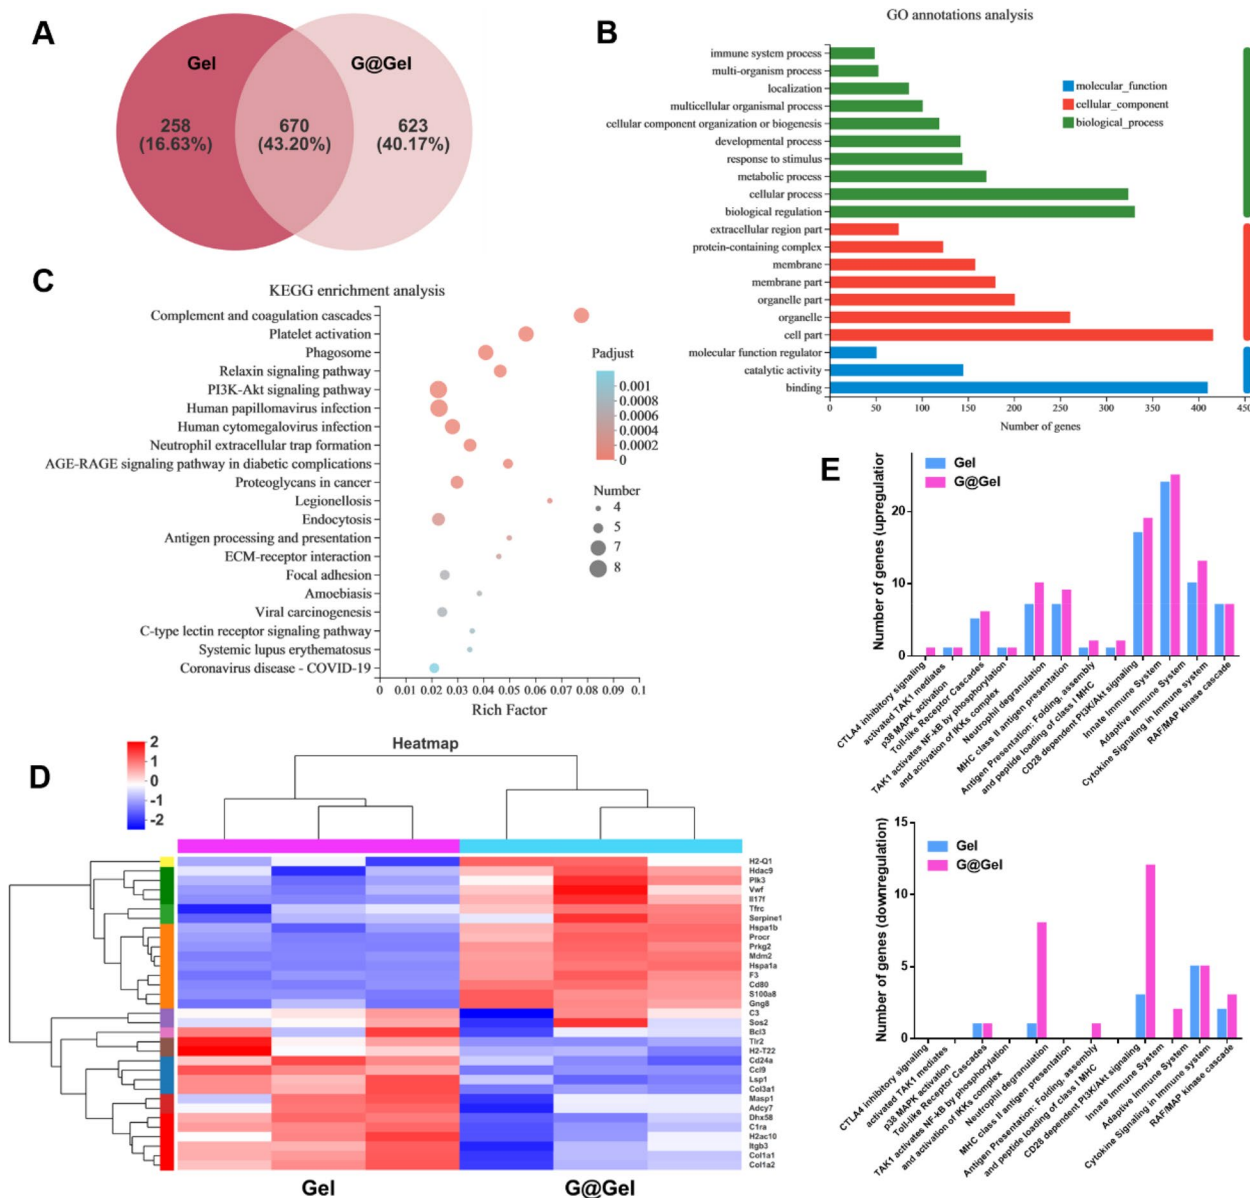 A
Gel
G@Gel
258
(16.63%)
670
(43.20%)
623
(40.17%)
B
GO annotations analysis
immune system process
multi-organism process
localization
multicellular organismal process
cellular component organization or biogenesis
developmental process
response to stimulus
metabolic process
cellular process
biological regulation
extracellular region part
protein-containing complex
membrane
membrane part
organelle part
organelle
cell part
molecular function regulator
catalytic activity
binding
molecular_function
cellular_component
biological_process
0 50 100 150 200 250 300 350 400 450
Number of genes
C
KEGG enrichment analysis
Complement and coagulation cascades
Platelet activation
Phagosome
Relaxin signaling pathway
PI3K-Akt signaling pathway
Human papillomavirus infection
Human cytomegalovirus infection
Neutrophil extracellular trap formation
AGE-RAGE signaling pathway in diabetic complications
Proteoglycans in cancer
Legionellosis
Endocytosis
Antigen processing and presentation
ECM-receptor interaction
Focal adhesion
Amoebiasis
Viral carcinogenesis
C-type lectin receptor signaling pathway
Systemic lupus erythematosus
Coronavirus disease - COVID-19
0 0.01 0.02 0.03 0.04 0.05 0.06 0.07 0.08 0.09 0.1
Rich Factor
Padjust
0.001
0.0008
0.0006
0.0004
0.0002
0
Number
4
5
7
8
D
Heatmap
2
1
0
-1
-2
H2-Q1
Hdac9
Plk3
Vwf
Il17f
Tfrc
Serpine1
Hspa1b
Procr
Prkg2
Mdm2
Hspa1a
F3
Cd80
S100a8
Gng8
C3
Sos2
Bcl3
Tlr2
H2-T22
Cd24a
Ccl9
Lsp1
Col3a1
Masp1
Adcy7
Dhx58
C1ra
H2ac10
Itgb3
Col1a1
Col1a2
Gel
G@Gel
E
Gel
G@Gel
Number of genes (upregulation
20
10
0
CTLA4 inhibitory signaling
activated TAK1 mediates
p38 MAPK activation
Toll-like Receptor Cascades
TAK1 activates NF-kB by phosphorylation
and activation of IKKs complex
Neutrophil degranulation
MHC class II antigen presentation
Antigen Presentation: Folding, assembly
and peptide loading of class I MHC
CD28 dependent PI3K/Akt signaling
Innate Immune System
Adaptive Immune System
Cytokine Signaling in Immune system
RAF/MAP kinase cascade
Gel
G@Gel
Number of genes (downregulation)
15
10
5
0
CTLA4 inhibitory signaling
activated TAK1 mediates
p38 MAPK activation
Toll-like Receptor Cascades
TAK1 activates NF-kB by phosphorylation
and activation of IKKs complex
Neutrophil degranulation
MHC class II antigen presentation
Antigen Presentation: Folding, assembly
and peptide loading of class I MHC
CD28 dependent PI3K/Akt signaling
Innate Immune System
Adaptive Immune System
Cytokine Signaling in Immune system
RAF/MAP kinase cascade